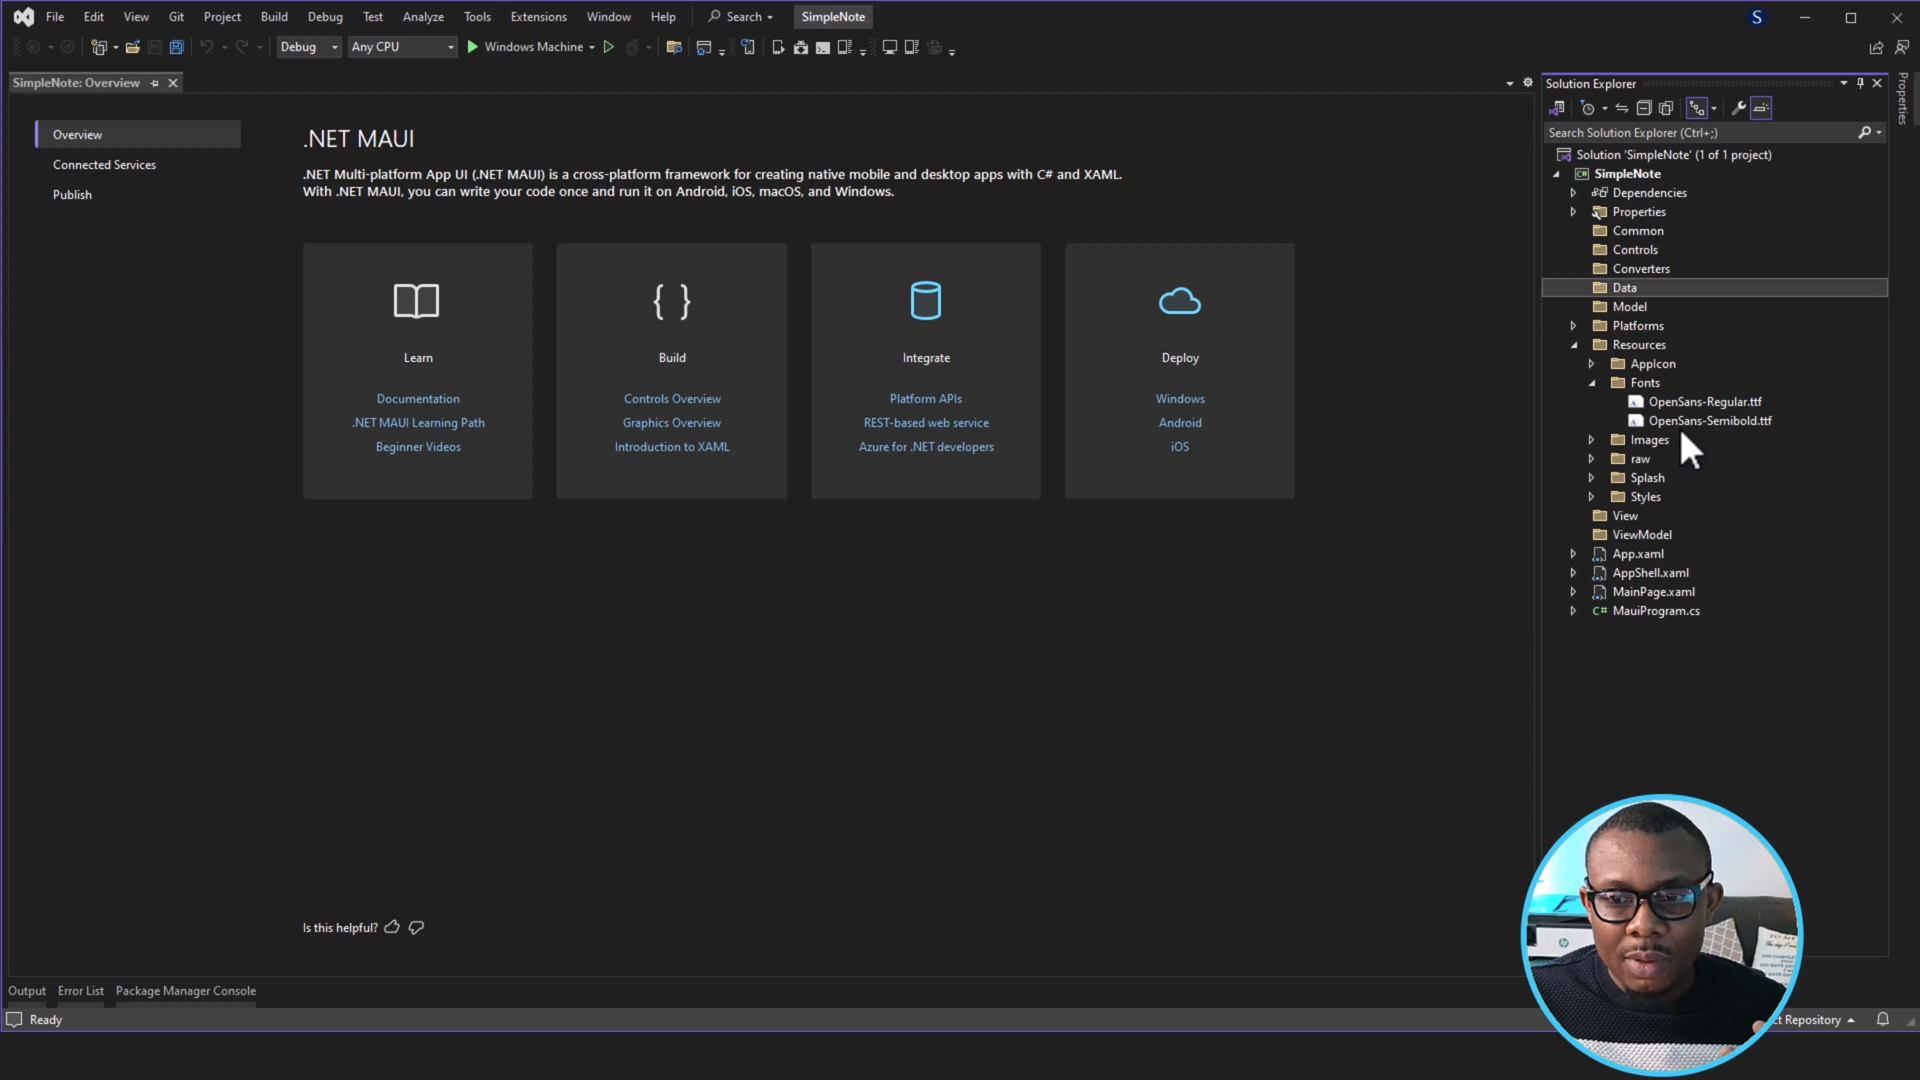 File Edit View Git Project Build Debug Test Analyze Tools Extensions Window Help Search SimpleNote S
Debug Any CPU Windows Machine
SimpleNote: Overview
Overview
Connected Services
Publish
.NET MAUI
.NET Multi-platform App UI (.NET MAUI) is a cross-platform framework for creating native mobile and desktop apps with C# and XAML.
With .NET MAUI, you can write your code once and run it on Android, iOS, macOS, and Windows.
Learn
Documentation
.NET MAUI Learning Path
Beginner Videos
Build
Controls Overview
Graphics Overview
Introduction to XAML
Integrate
Platform APIs
REST-based web service
Azure for .NET developers
Deploy
Windows
Android
iOS
Is this helpful?
Solution Explorer
Search Solution Explorer (Ctrl+;)
Solution 'SimpleNote' (1 of 1 project)
C# SimpleNote
Dependencies
Properties
Common
Controls
Converters
Data
Model
Platforms
Resources
AppIcon
Fonts
OpenSans-Regular.ttf
OpenSans-Semibold.ttf
Images
raw
Splash
Styles
View
ViewModel
App.xaml
AppShell.xaml
MainPage.xaml
C# MauiProgram.cs
Properties
Output Error List Package Manager Console
Ready
ct Repository
hp